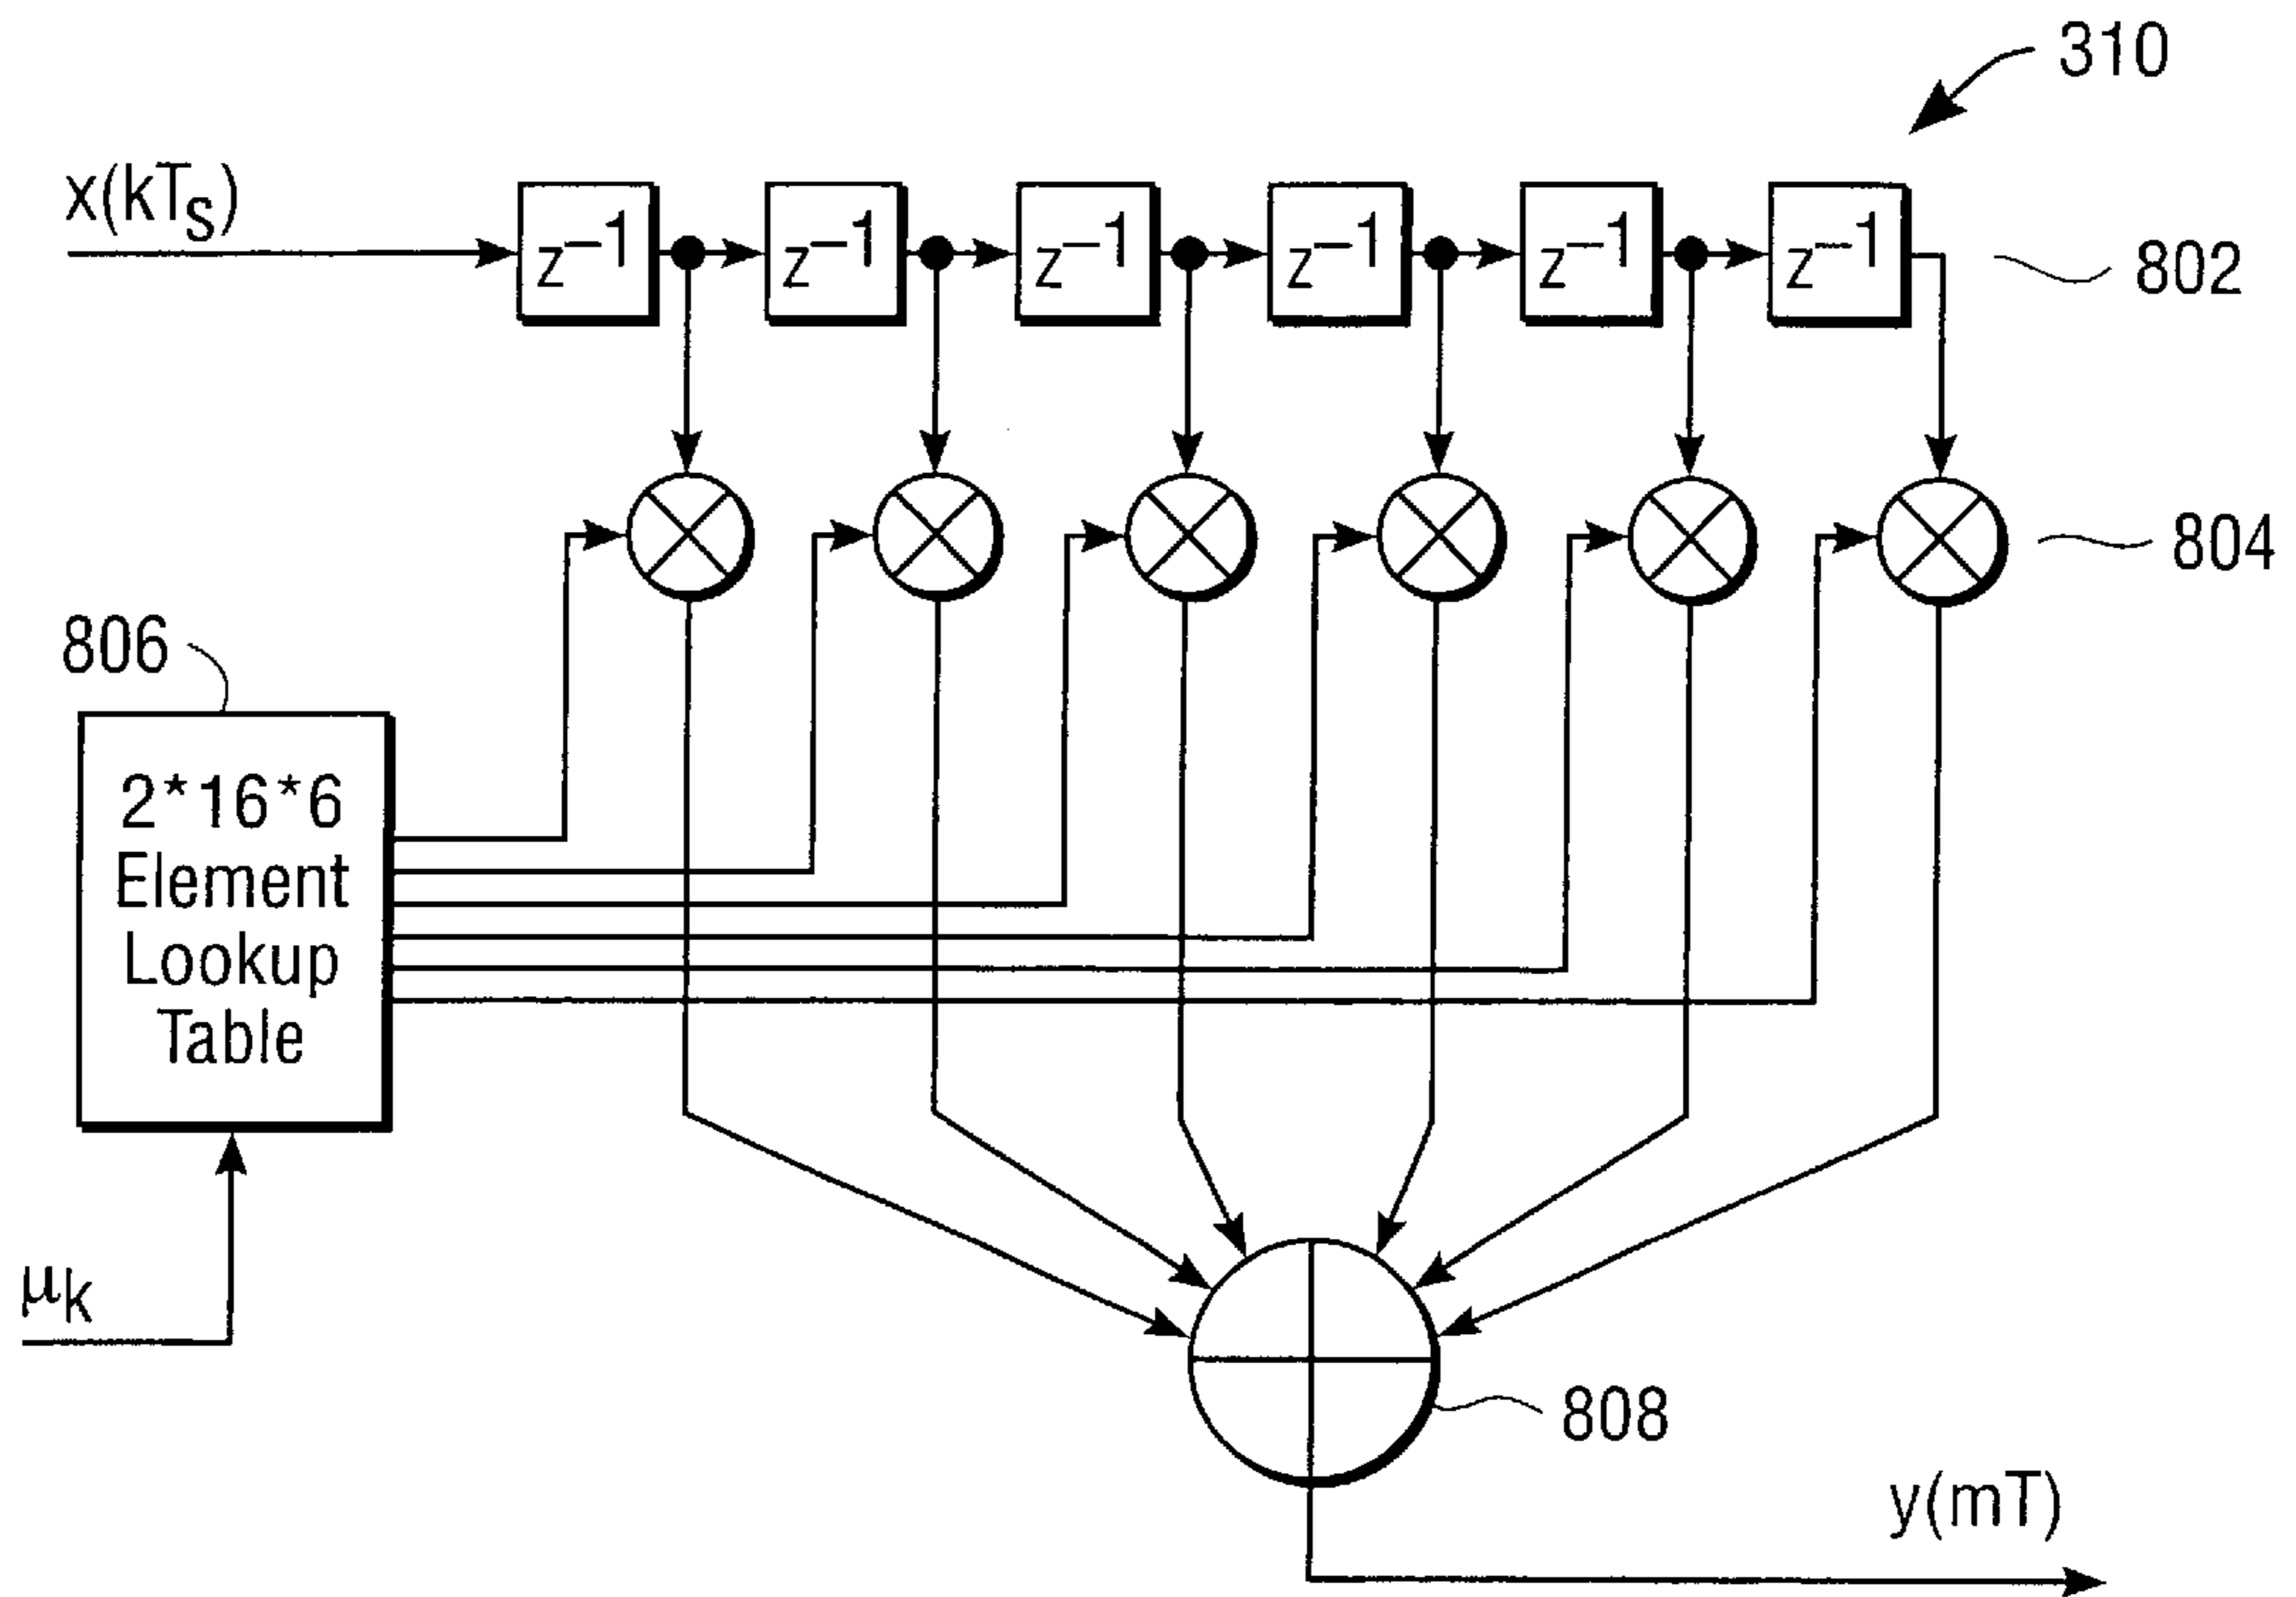 310
x(kTs)
z−1 z−1 z−1 z−1 z−1 z−1
802
804
806
2*16*6
Element
Lookup
Table
μk
808
y(mT)